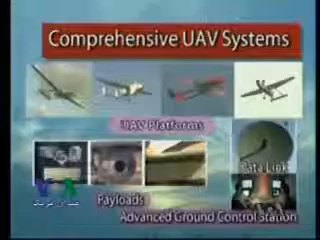 Comprehensive UAV Systems
UAV Platforms
Data Link
Payloads
Advanced Ground Control Station